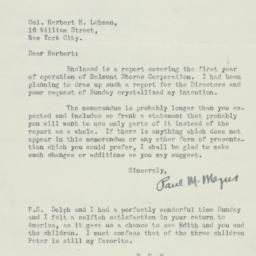 Col. Herbert H. Lehman,
16 William Street,
New York City.
Dear Herbert:
Enclosed is a report covering the first year
of operation of Belmont Stores Corporation. I had been
planning to draw up such a report for the Directors and
your request of Sunday crystallized my intention.
The memorandum is probably longer than you ex-
pected and includes so frank a statement that probably
you will want to use only parts of it instead of the
report as a whole. If there is anything which does not
appear in this memorandum or any other form of presenta-
tion which you would prefer, I shall be glad to make
such changes or additions as you may suggest.
Sincerely,
Paul M. Mazur
P.S. Dolph and I had a perfectly wonderful time Sunday
and I felt a selfish satisfaction in your return to
America, as it gave us a chance to see Edith and you and
the children. I must confess that of the three children
Peter is still my favorite.